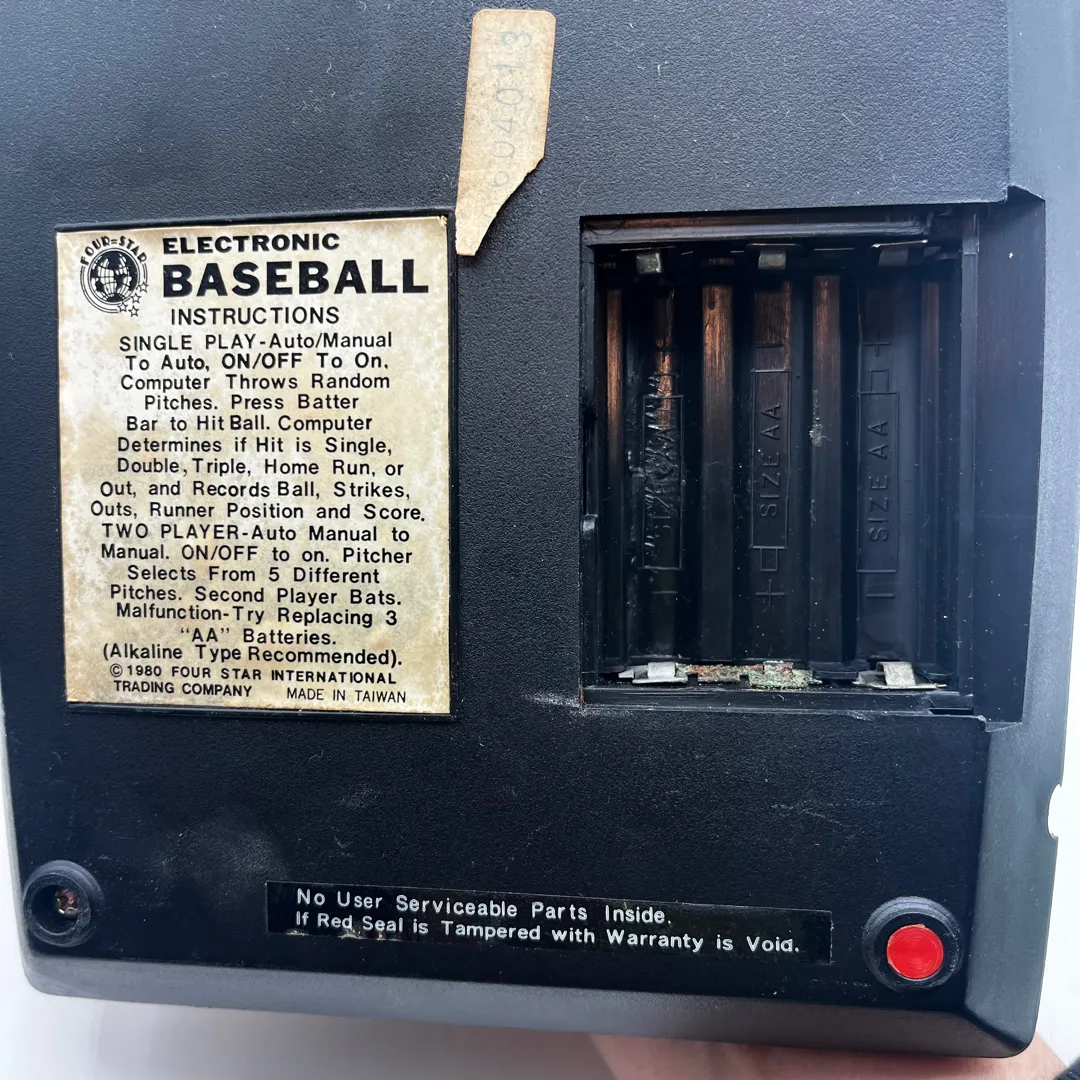 604013
FOUR=STAR
ELECTRONIC
BASEBALL
INSTRUCTIONS
SINGLE PLAY-Auto/Manual
To Auto, ON/OFF To On.
Computer Throws Random
Pitches. Press Batter
Bar to Hit Ball. Computer
Determines if Hit is Single,
Double, Triple, Home Run, or
Out, and Records Ball, Strikes,
Outs, Runner Position and Score.
TWO PLAYER-Auto Manual to
Manual. ON/OFF to on. Pitcher
Selects From 5 Different
Pitches. Second Player Bats.
Malfunction-Try Replacing 3
"AA" Batteries.
(Alkaline Type Recommended).
©1980 FOUR STAR INTERNATIONAL
TRADING COMPANY MADE IN TAIWAN
SIZE AA
+ SIZE AA -
- SIZE AA +
No User Serviceable Parts Inside.
If Red Seal is Tampered with Warranty is Void.